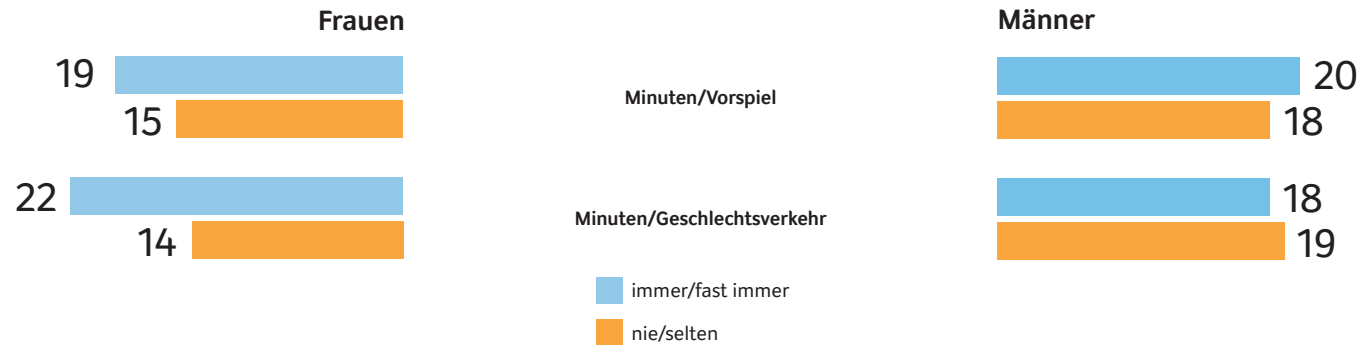 Frauen
Männer
19
15
Minuten/Vorspiel
20
18
22
14
Minuten/Geschlechtsverkehr
18
19
immer/fast immer
nie/selten